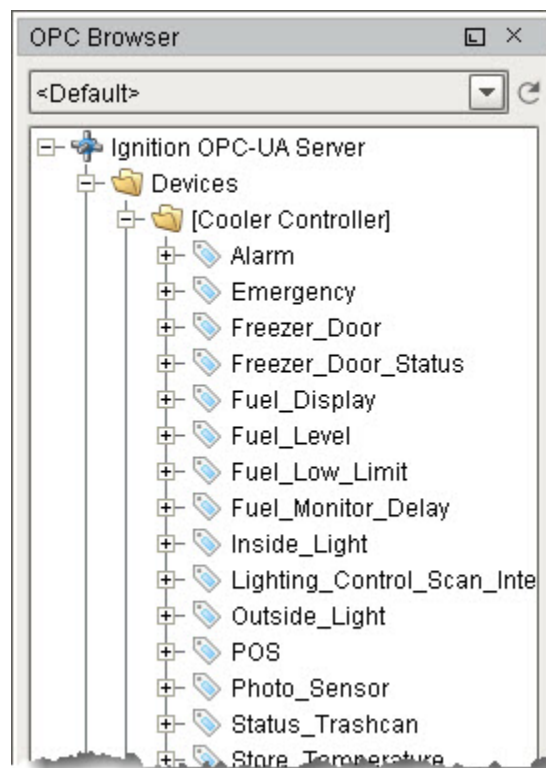 OPC Browser
<Default>
Ignition OPC-UA Server
Devices
[Cooler Controller]
Alarm
Emergency
Freezer_Door
Freezer_Door_Status
Fuel_Display
Fuel_Level
Fuel_Low_Limit
Fuel_Monitor_Delay
Inside_Light
Lighting_Control_Scan_Inte
Outside_Light
POS
Photo_Sensor
Status_Trashcan
Store_Temperature